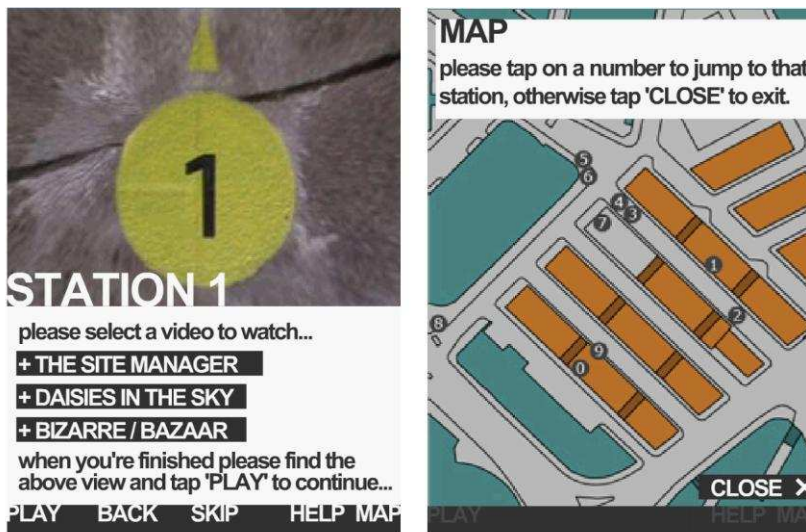 1
STATION 1
please select a video to watch...
+ THE SITE MANAGER
+ DAISIES IN THE SKY
+ BIZARRE / BAZAAR
when you're finished please find the
above view and tap 'PLAY' to continue...
PLAY BACK SKIP HELP MAP
MAP
please tap on a number to jump to that
station, otherwise tap 'CLOSE' to exit.
5
6
4
3
7
1
2
8
9
0
CLOSE X
PLAY HELP MAP